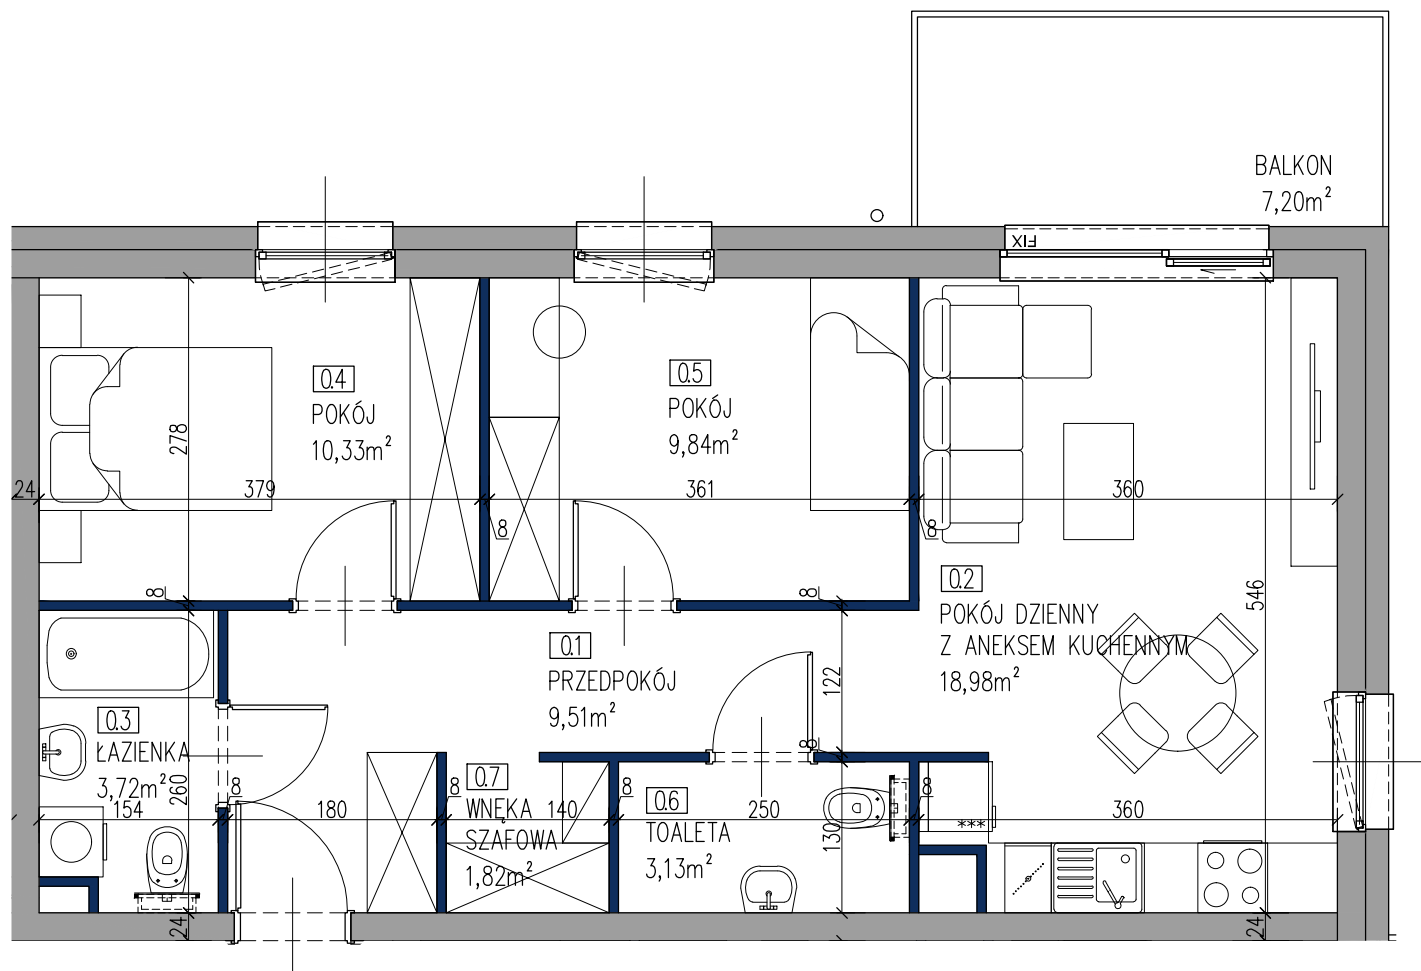 BALKON
7,20m²
FIX
0.4
POKÓJ
10,33m²
0.5
POKÓJ
9,84m²
278
24
379
361
360
8
8
8
8
0.2
POKÓJ DZIENNY
Z ANEKSEM KUCHENNYM
18,98m²
546
0.1
PRZEDPOKÓJ
9,51m²
122
8
0.3
ŁAZIENKA
3,72m²
260
154
8
180
8
0.7
WNĘKA
SZAFOWA
1,82m²
140
8
0.6
TOALETA
3,13m²
250
130
8
360
***
24
24